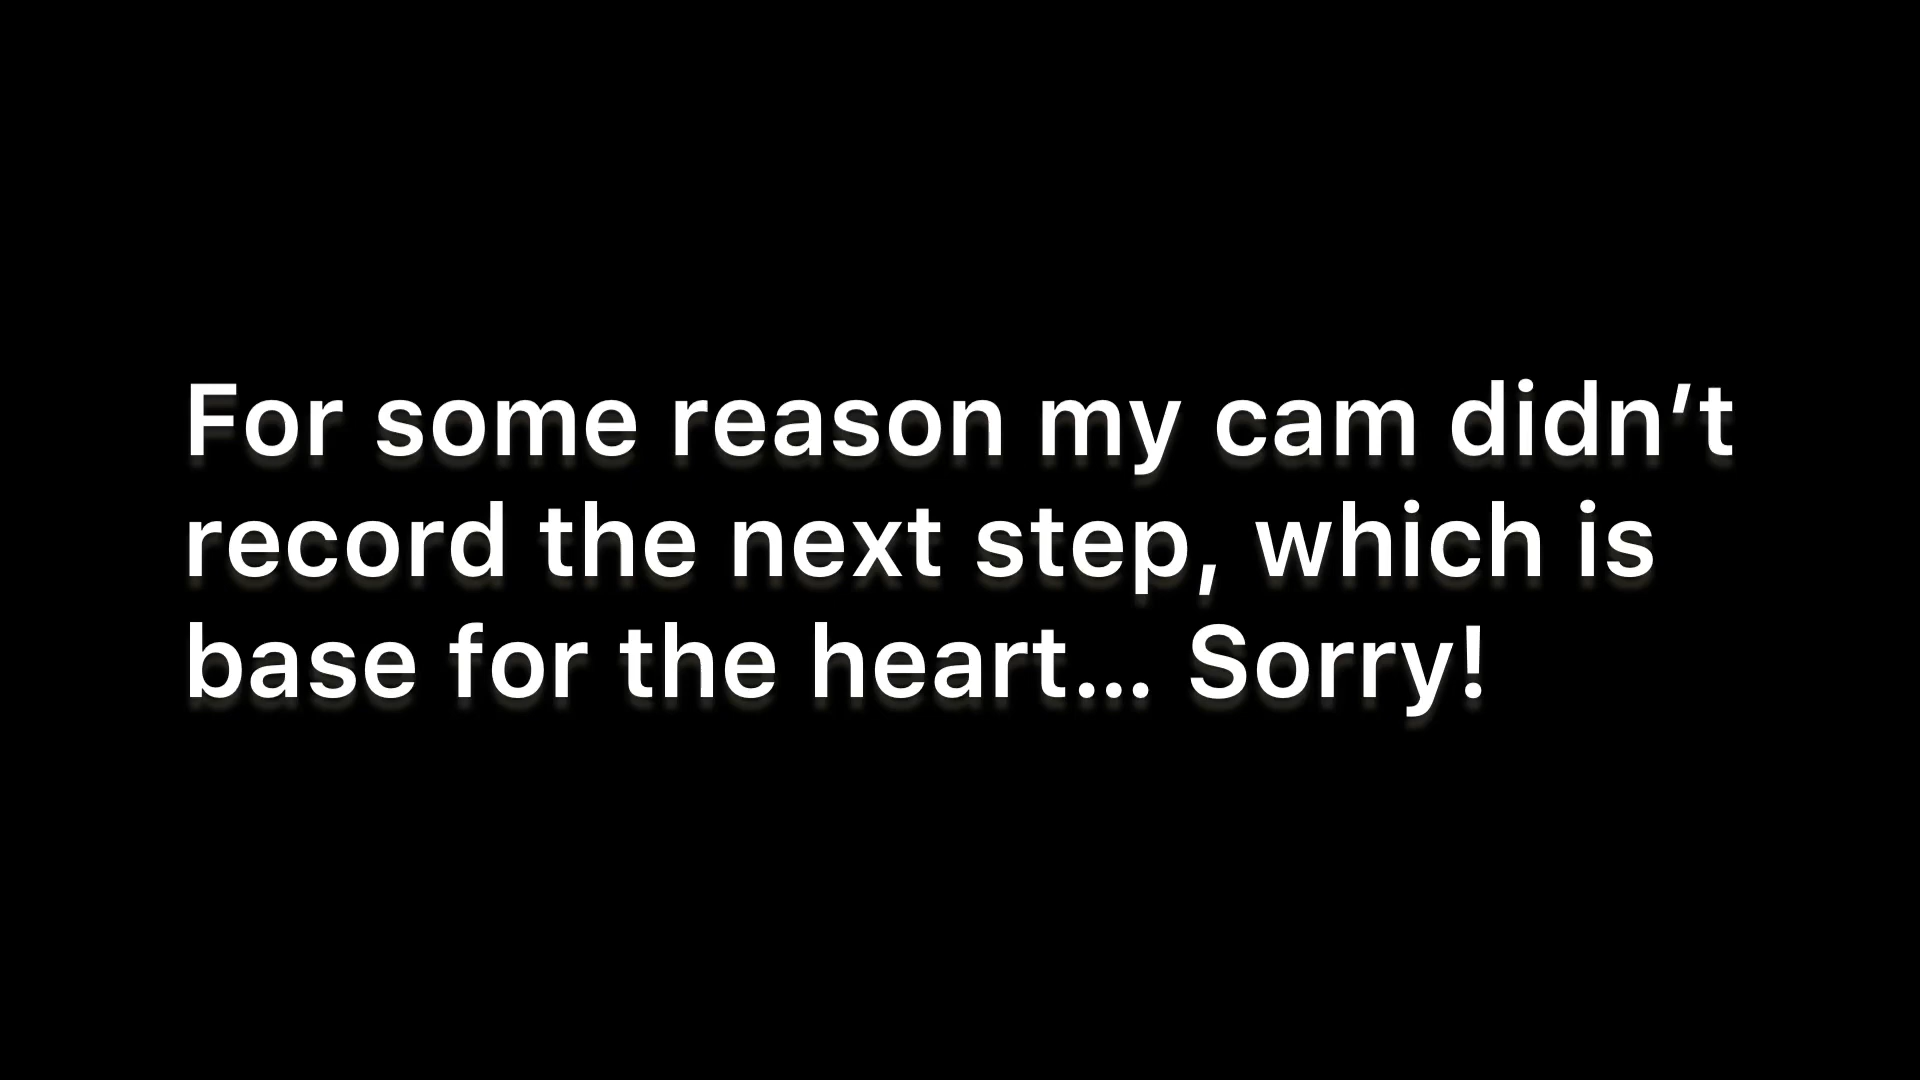 For some reason my cam didn’t
record the next step, which is
base for the heart... Sorry!